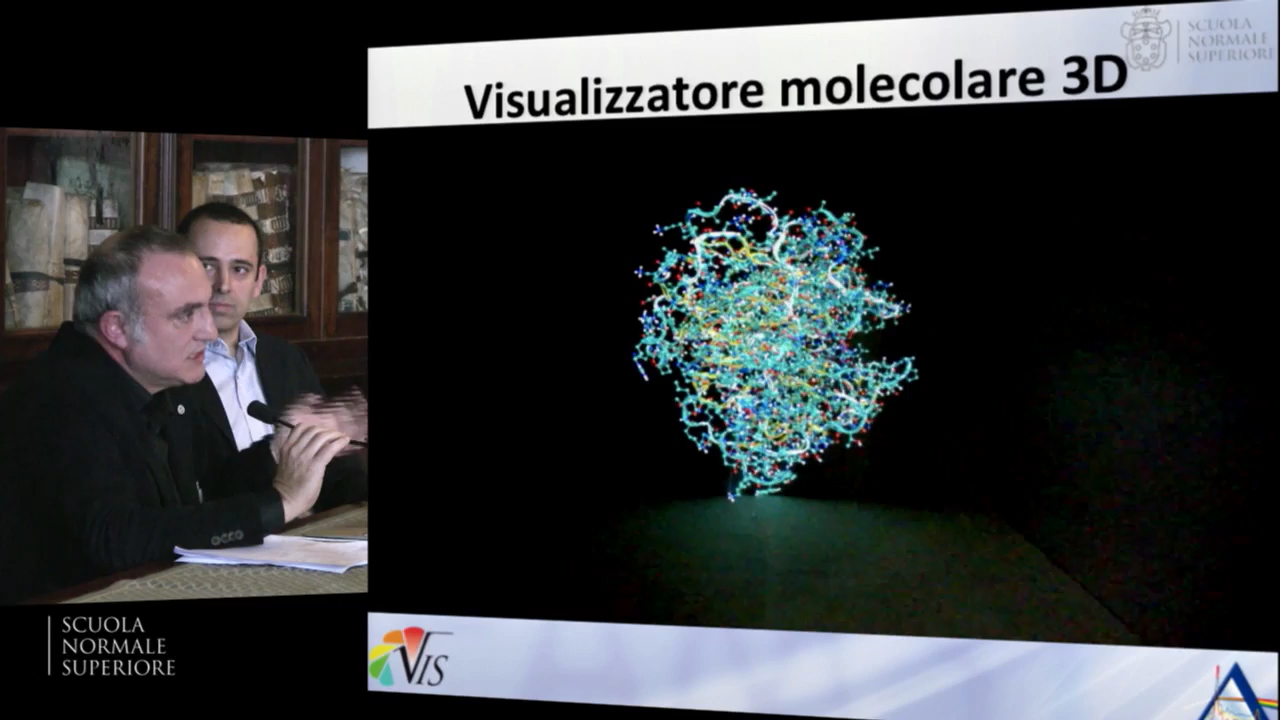 SCUOLA
NORMALE
SUPERIORE
Visualizzatore molecolare 3D
VIS
SCUOLA
NORMALE
SUPERIORE